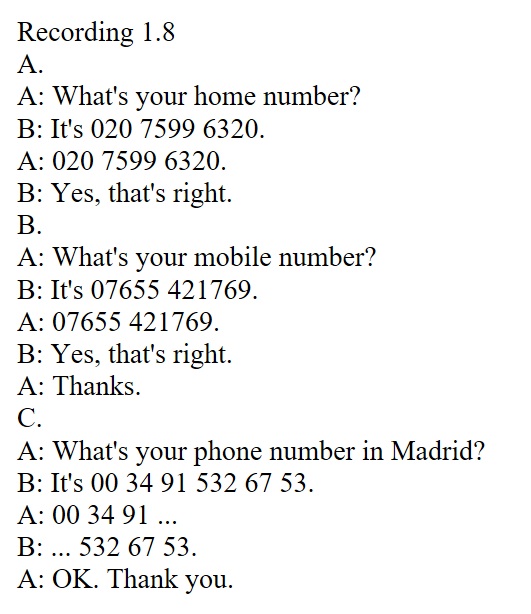 Recording 1.8
A.
A: What's your home number?
B: It's 020 7599 6320.
A: 020 7599 6320.
B: Yes, that's right.
B.
A: What's your mobile number?
B: It's 07655 421769.
A: 07655 421769.
B: Yes, that's right.
A: Thanks.
C.
A: What's your phone number in Madrid?
B: It's 00 34 91 532 67 53.
A: 00 34 91 ...
B: ... 532 67 53.
A: OK. Thank you.